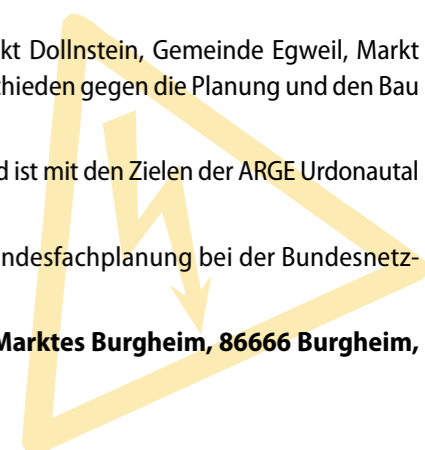 kt Dollnstein, Gemeinde Egweil, Markt
hieden gegen die Planung und den Bau
d ist mit den Zielen der ARGE Urdonautal
ndesfachplanung bei der Bundesnetz-
Marktes Burgheim, 86666 Burgheim,